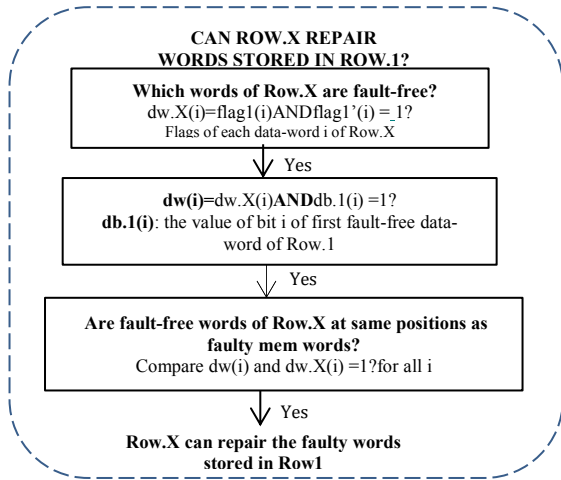 CAN ROW.X REPAIR
WORDS STORED IN ROW.1?
Which words of Row.X are fault-free?
dw.X(i)=flag1(i)ANDflag1’(i) = 1?
Flags of each data-word i of Row.X
Yes
dw(i)=dw.X(i)ANDdb.1(i) =1?
db.1(i): the value of bit i of first fault-free data-
word of Row.1
Yes
Are fault-free words of Row.X at same positions as
faulty mem words?
Compare dw(i) and dw.X(i) =1?for all i
Yes
Row.X can repair the faulty words
stored in Row1